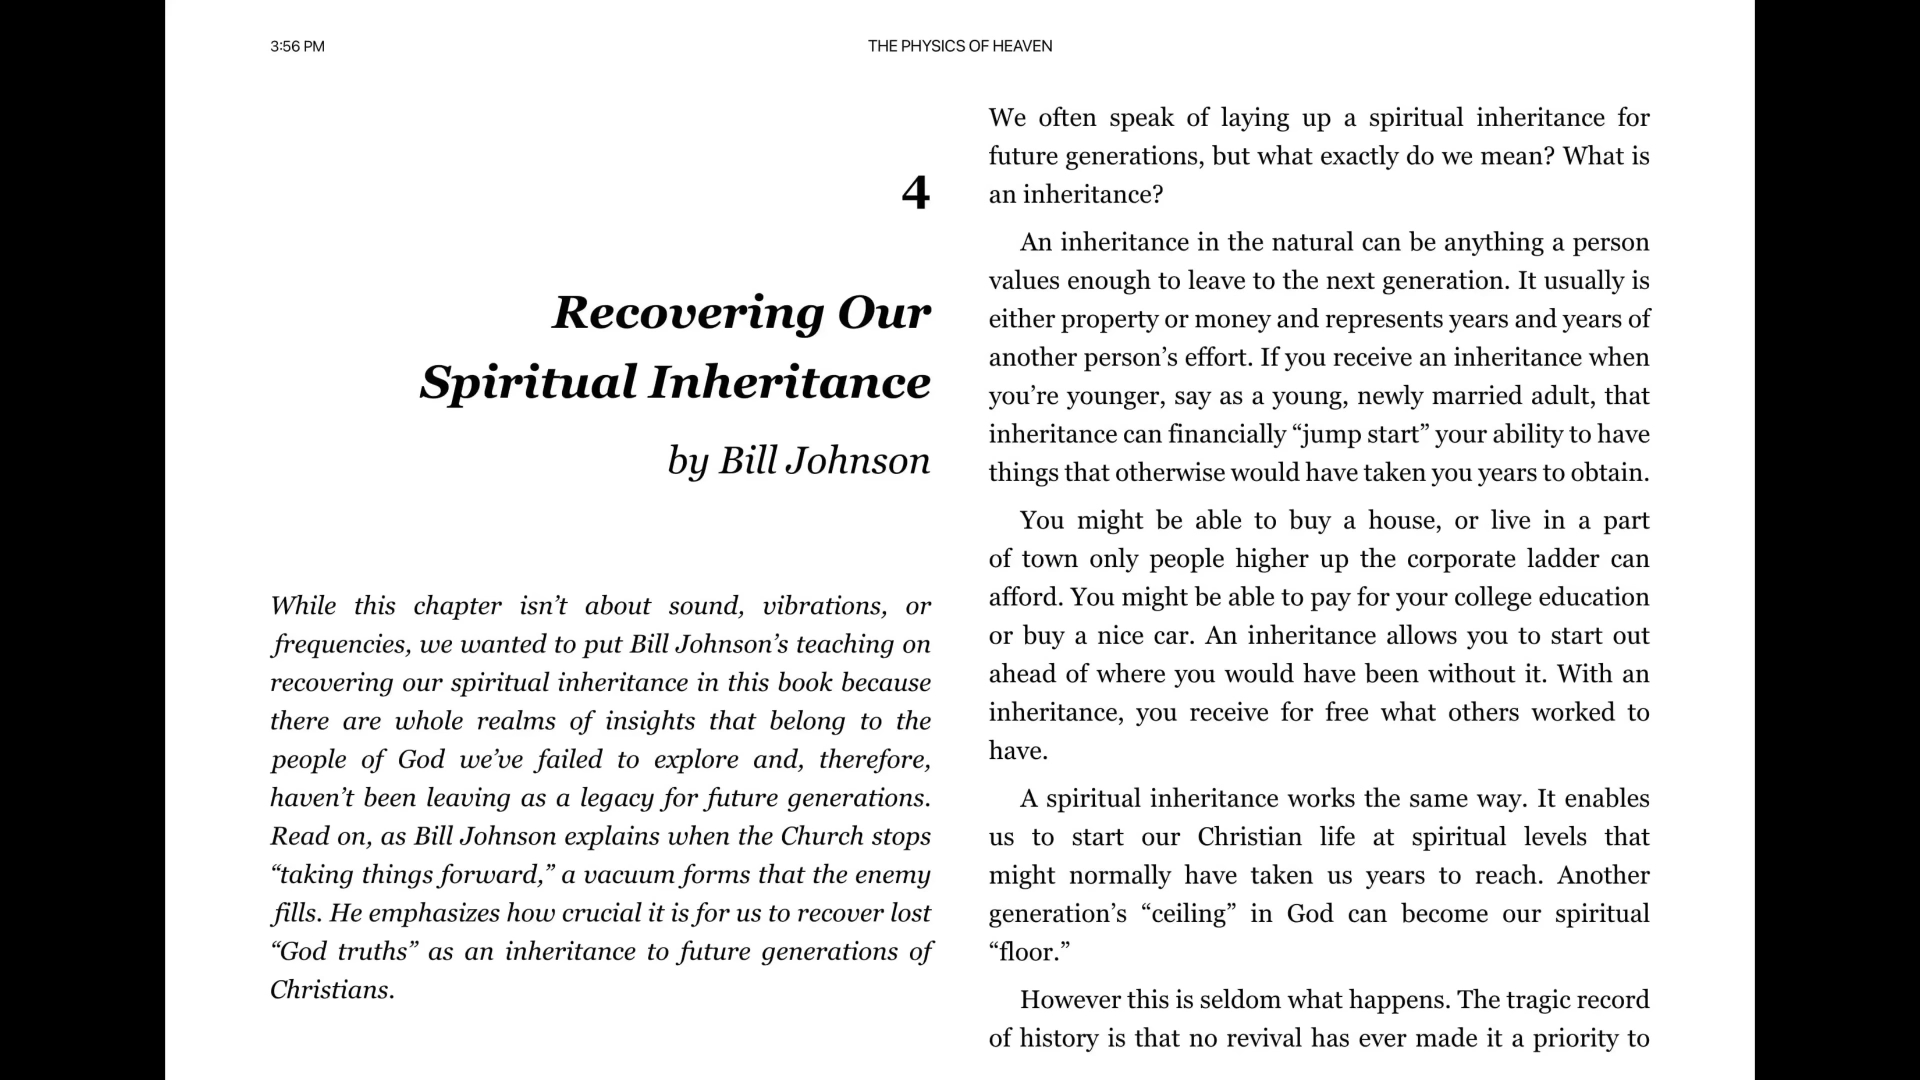 3:56 PM
THE PHYSICS OF HEAVEN
4
Recovering Our
Spiritual Inheritance
by Bill Johnson
While this chapter isn’t about sound, vibrations, or
frequencies, we wanted to put Bill Johnson’s teaching on
recovering our spiritual inheritance in this book because
there are whole realms of insights that belong to the
people of God we’ve failed to explore and, therefore,
haven’t been leaving as a legacy for future generations.
Read on, as Bill Johnson explains when the Church stops
“taking things forward,” a vacuum forms that the enemy
fills. He emphasizes how crucial it is for us to recover lost
“God truths” as an inheritance to future generations of
Christians.
We often speak of laying up a spiritual inheritance for
future generations, but what exactly do we mean? What is
an inheritance?
An inheritance in the natural can be anything a person
values enough to leave to the next generation. It usually is
either property or money and represents years and years of
another person’s effort. If you receive an inheritance when
you’re younger, say as a young, newly married adult, that
inheritance can financially “jump start” your ability to have
things that otherwise would have taken you years to obtain.
You might be able to buy a house, or live in a part
of town only people higher up the corporate ladder can
afford. You might be able to pay for your college education
or buy a nice car. An inheritance allows you to start out
ahead of where you would have been without it. With an
inheritance, you receive for free what others worked to
have.
A spiritual inheritance works the same way. It enables
us to start our Christian life at spiritual levels that
might normally have taken us years to reach. Another
generation’s “ceiling” in God can become our spiritual
“floor.”
However this is seldom what happens. The tragic record
of history is that no revival has ever made it a priority to